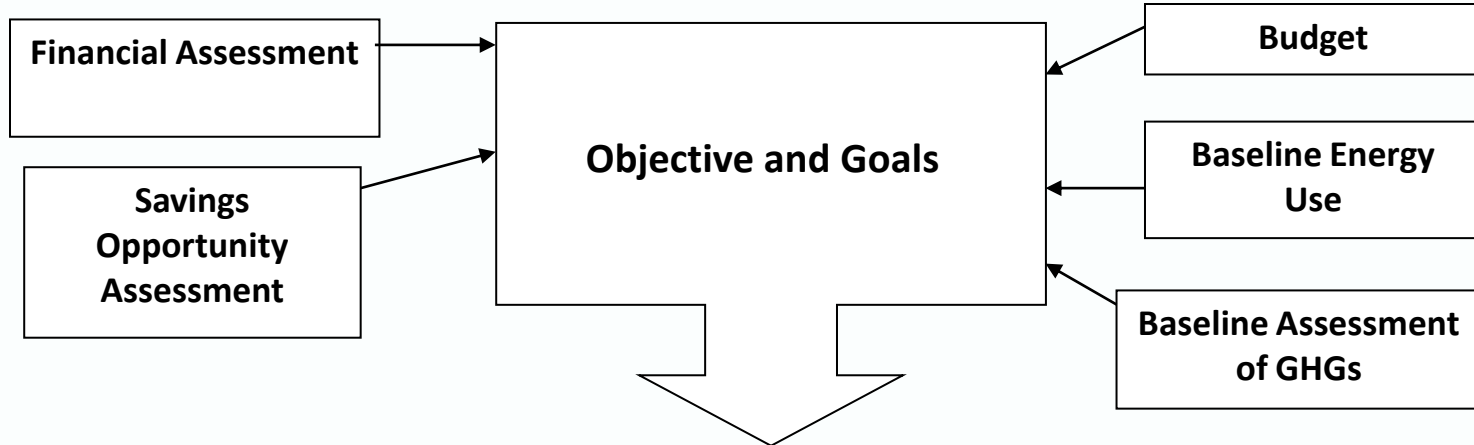 Financial Assessment
Savings
Opportunity
Assessment
Objective and Goals
Budget
Baseline Energy
Use
Baseline Assessment
of GHGs